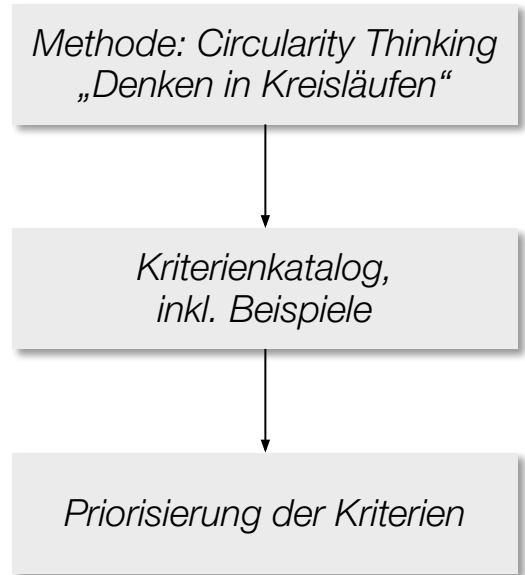 Methode: Circularity Thinking
„Denken in Kreisläufen“
Kriterienkatalog,
inkl. Beispiele
Priorisierung der Kriterien